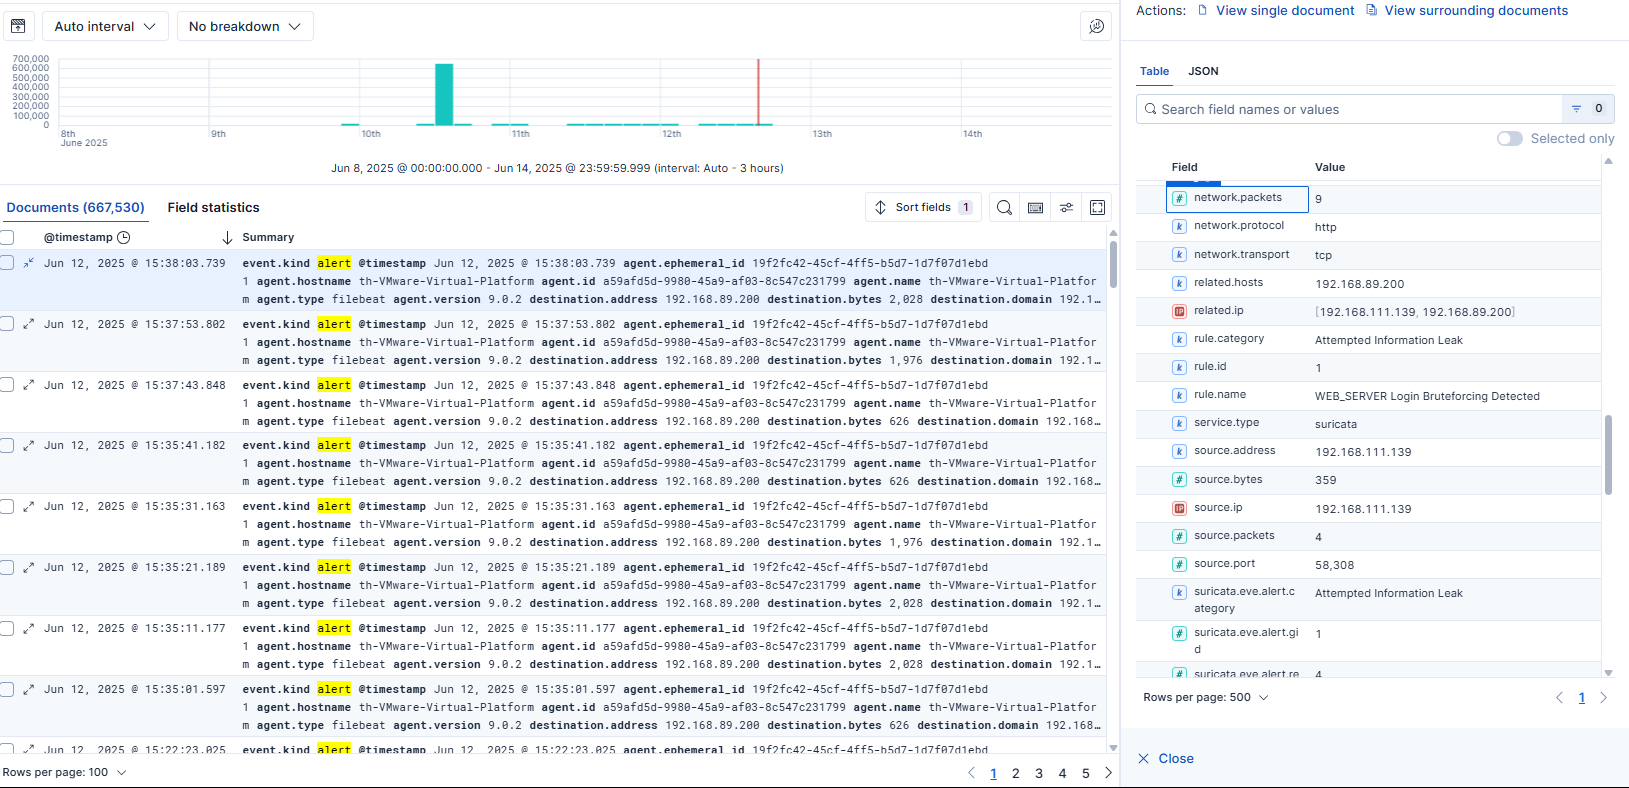 Auto interval
No breakdown
700,000
600,000
500,000
400,000
300,000
200,000
100,000
0
8th
9th
10th
11th
12th
13th
14th
June 2025
Jun 8, 2025 @ 00:00:00.000 - Jun 14, 2025 @ 23:59:59.999 (interval: Auto - 3 hours)
Documents (667,530)
Field statistics
Sort fields 1
@timestamp
Summary
Jun 12, 2025 @ 15:38:03.739 event.kind alert @timestamp Jun 12, 2025 @ 15:38:03.739 agent.ephemeral_id 19f2fc42-45cf-4ff5-b5d7-1d7f07d1ebd
1 agent.hostname th-VMware-Virtual-Platform agent.id a59afd5d-9980-45a9-af03-8c547c231799 agent.name th-VMware-Virtual-Platfor
m agent.type filebeat agent.version 9.0.2 destination.address 192.168.89.200 destination.bytes 2,028 destination.domain 192.1…
Jun 12, 2025 @ 15:37:53.802 event.kind alert @timestamp Jun 12, 2025 @ 15:37:53.802 agent.ephemeral_id 19f2fc42-45cf-4ff5-b5d7-1d7f07d1ebd
1 agent.hostname th-VMware-Virtual-Platform agent.id a59afd5d-9980-45a9-af03-8c547c231799 agent.name th-VMware-Virtual-Platfor
m agent.type filebeat agent.version 9.0.2 destination.address 192.168.89.200 destination.bytes 1,976 destination.domain 192.1…
Jun 12, 2025 @ 15:37:43.848 event.kind alert @timestamp Jun 12, 2025 @ 15:37:43.848 agent.ephemeral_id 19f2fc42-45cf-4ff5-b5d7-1d7f07d1ebd
1 agent.hostname th-VMware-Virtual-Platform agent.id a59afd5d-9980-45a9-af03-8c547c231799 agent.name th-VMware-Virtual-Platfor
m agent.type filebeat agent.version 9.0.2 destination.address 192.168.89.200 destination.bytes 626 destination.domain 192.168…
Jun 12, 2025 @ 15:35:41.182 event.kind alert @timestamp Jun 12, 2025 @ 15:35:41.182 agent.ephemeral_id 19f2fc42-45cf-4ff5-b5d7-1d7f07d1ebd
1 agent.hostname th-VMware-Virtual-Platform agent.id a59afd5d-9980-45a9-af03-8c547c231799 agent.name th-VMware-Virtual-Platfor
m agent.type filebeat agent.version 9.0.2 destination.address 192.168.89.200 destination.bytes 626 destination.domain 192.168…
Jun 12, 2025 @ 15:35:31.163 event.kind alert @timestamp Jun 12, 2025 @ 15:35:31.163 agent.ephemeral_id 19f2fc42-45cf-4ff5-b5d7-1d7f07d1ebd
1 agent.hostname th-VMware-Virtual-Platform agent.id a59afd5d-9980-45a9-af03-8c547c231799 agent.name th-VMware-Virtual-Platfor
m agent.type filebeat agent.version 9.0.2 destination.address 192.168.89.200 destination.bytes 1,976 destination.domain 192.1…
Jun 12, 2025 @ 15:35:21.189 event.kind alert @timestamp Jun 12, 2025 @ 15:35:21.189 agent.ephemeral_id 19f2fc42-45cf-4ff5-b5d7-1d7f07d1ebd
1 agent.hostname th-VMware-Virtual-Platform agent.id a59afd5d-9980-45a9-af03-8c547c231799 agent.name th-VMware-Virtual-Platfor
m agent.type filebeat agent.version 9.0.2 destination.address 192.168.89.200 destination.bytes 2,028 destination.domain 192.1…
Jun 12, 2025 @ 15:35:11.177 event.kind alert @timestamp Jun 12, 2025 @ 15:35:11.177 agent.ephemeral_id 19f2fc42-45cf-4ff5-b5d7-1d7f07d1ebd
1 agent.hostname th-VMware-Virtual-Platform agent.id a59afd5d-9980-45a9-af03-8c547c231799 agent.name th-VMware-Virtual-Platfor
m agent.type filebeat agent.version 9.0.2 destination.address 192.168.89.200 destination.bytes 2,028 destination.domain 192.1…
Jun 12, 2025 @ 15:35:01.597 event.kind alert @timestamp Jun 12, 2025 @ 15:35:01.597 agent.ephemeral_id 19f2fc42-45cf-4ff5-b5d7-1d7f07d1ebd
1 agent.hostname th-VMware-Virtual-Platform agent.id a59afd5d-9980-45a9-af03-8c547c231799 agent.name th-VMware-Virtual-Platfor
m agent.type filebeat agent.version 9.0.2 destination.address 192.168.89.200 destination.bytes 626 destination.domain 192.168…
Jun 12, 2025 @ 15:22:23.025 event.kind alert @timestamp Jun 12, 2025 @ 15:22:23.025 agent.ephemeral_id 19f2fc42-45cf-4ff5-b5d7-1d7f07d1ebd
Rows per page: 100
1 2 3 4 5
Actions: View single document View surrounding documents
Table JSON
Search field names or values
0
Selected only
Field Value
network.packets 9
network.protocol http
network.transport tcp
related.hosts 192.168.89.200
related.ip [192.168.111.139, 192.168.89.200]
rule.category Attempted Information Leak
rule.id 1
rule.name WEB_SERVER Login Bruteforcing Detected
service.type suricata
source.address 192.168.111.139
source.bytes 359
source.ip 192.168.111.139
source.packets 4
source.port 58,308
suricata.eve.alert.c Attempted Information Leak
ategory
suricata.eve.alert.gi 1
d
suricata.eve.alert.re 4
Rows per page: 500
1
Close